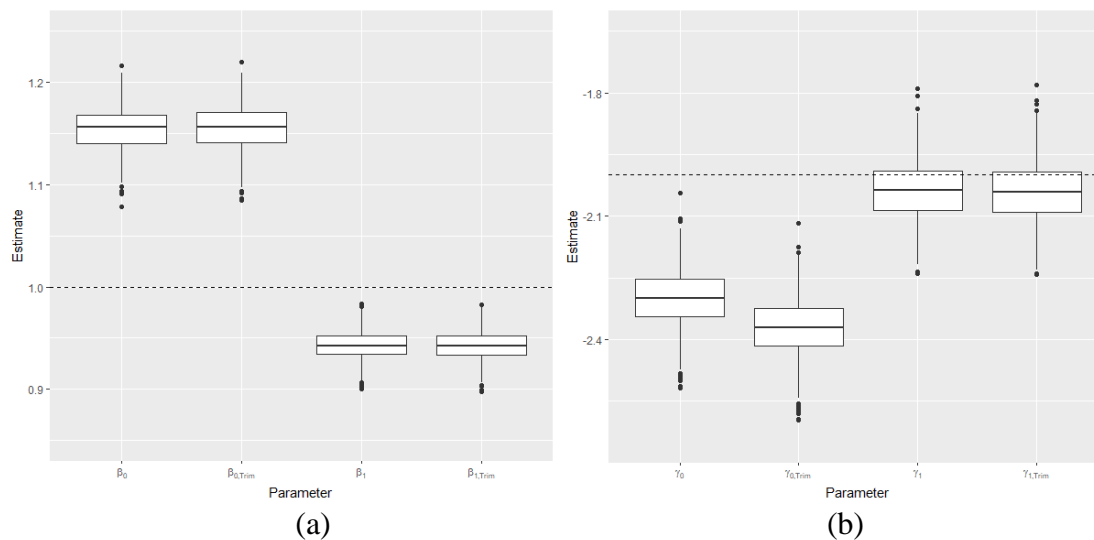 1.2
1.1
1.0
0.9
Estimate
β0 β0,Trim β1 β1,Trim
Parameter
(a)
-1.8
-2.1
-2.4
Estimate
γ0 γ0,Trim γ1 γ1,Trim
Parameter
(b)